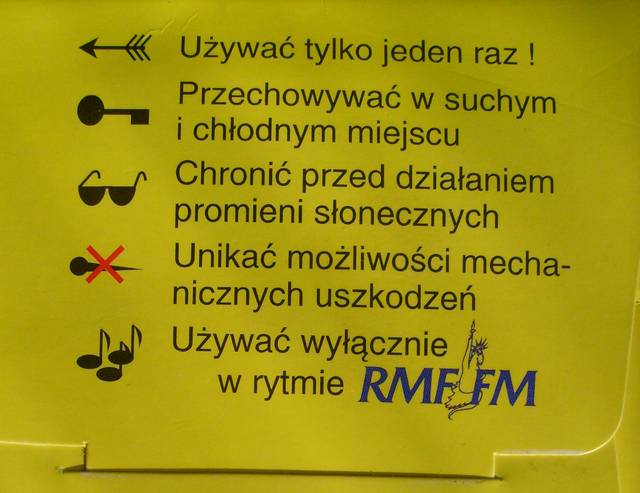 Używać tylko jeden raz !
Przechowywać w suchym
i chłodnym miejscu
Chronić przed działaniem
promieni słonecznych
Unikać możliwości mecha-
nicznych uszkodzeń
Używać wyłącznie
w rytmie RMF FM